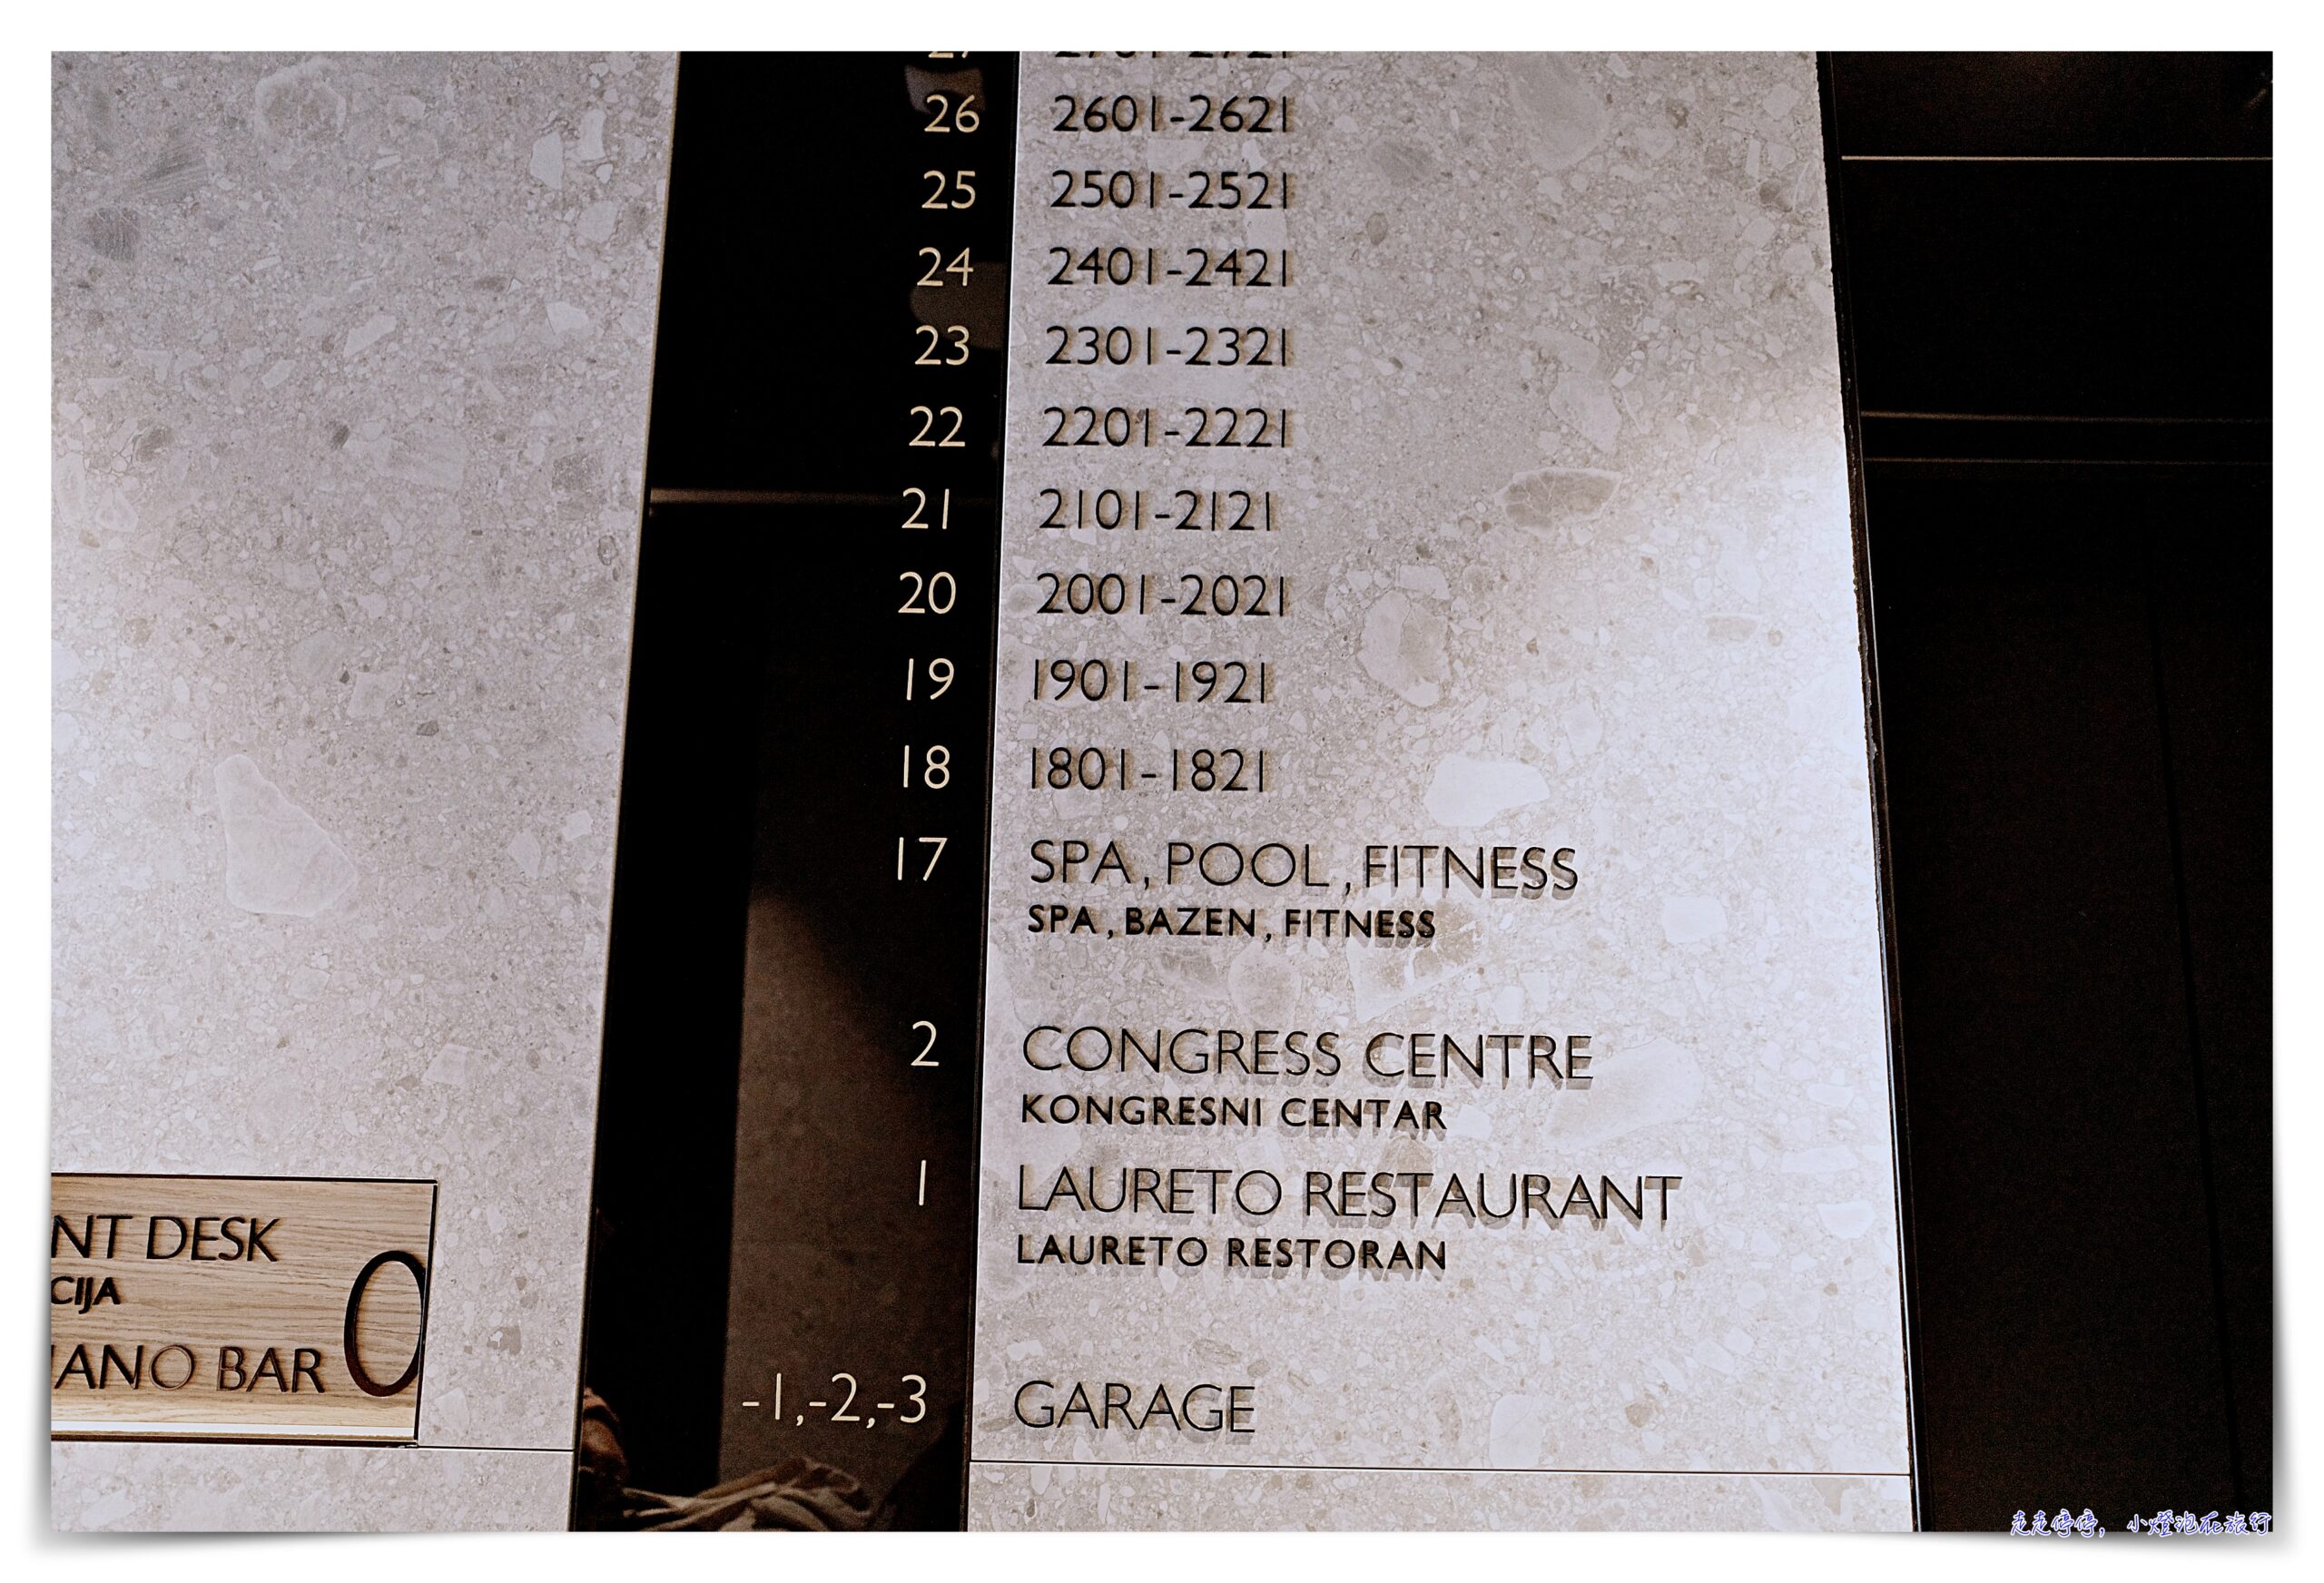 27 2701-2721
26 2601-2621
25 2501-2521
24 2401-2421
23 2301-2321
22 2201-2221
21 2101-2121
20 2001-2021
19 1901-1921
18 1801-1821
17 SPA, POOL, FITNESS
SPA, BAZEN, FITNESS
2 CONGRESS CENTRE
KONGRESNI CENTAR
1 LAURETO RESTAURANT
LAURETO RESTORAN
-1,-2,-3 GARAGE
NT DESK
CIJA
0
IANO BAR
走走停停, 小燈泡在旅行